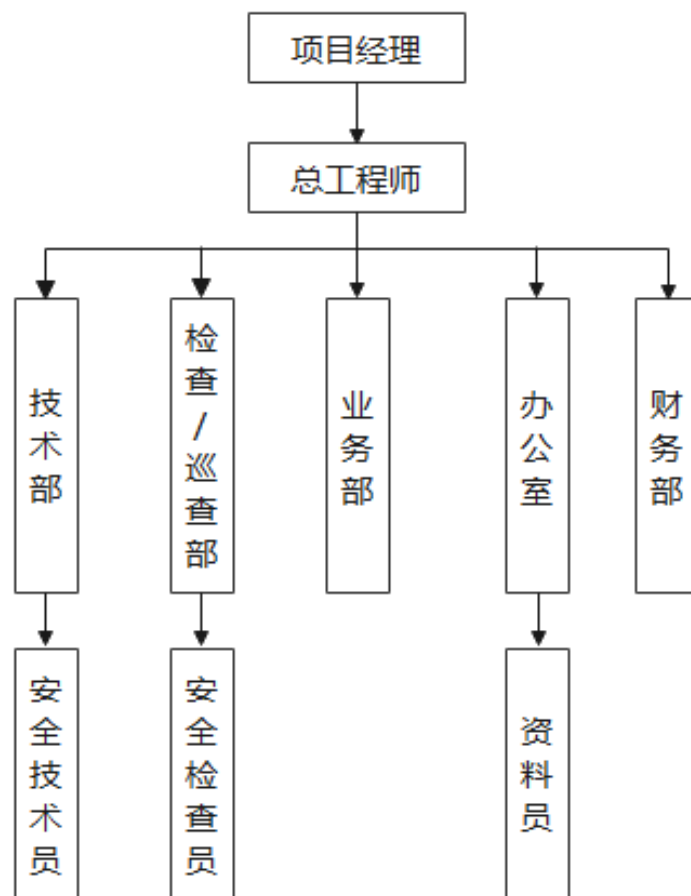 项目经理
总工程师
技术部
检查/巡查部
业务部
办公室
财务部
安全技术员
安全检查员
资料员